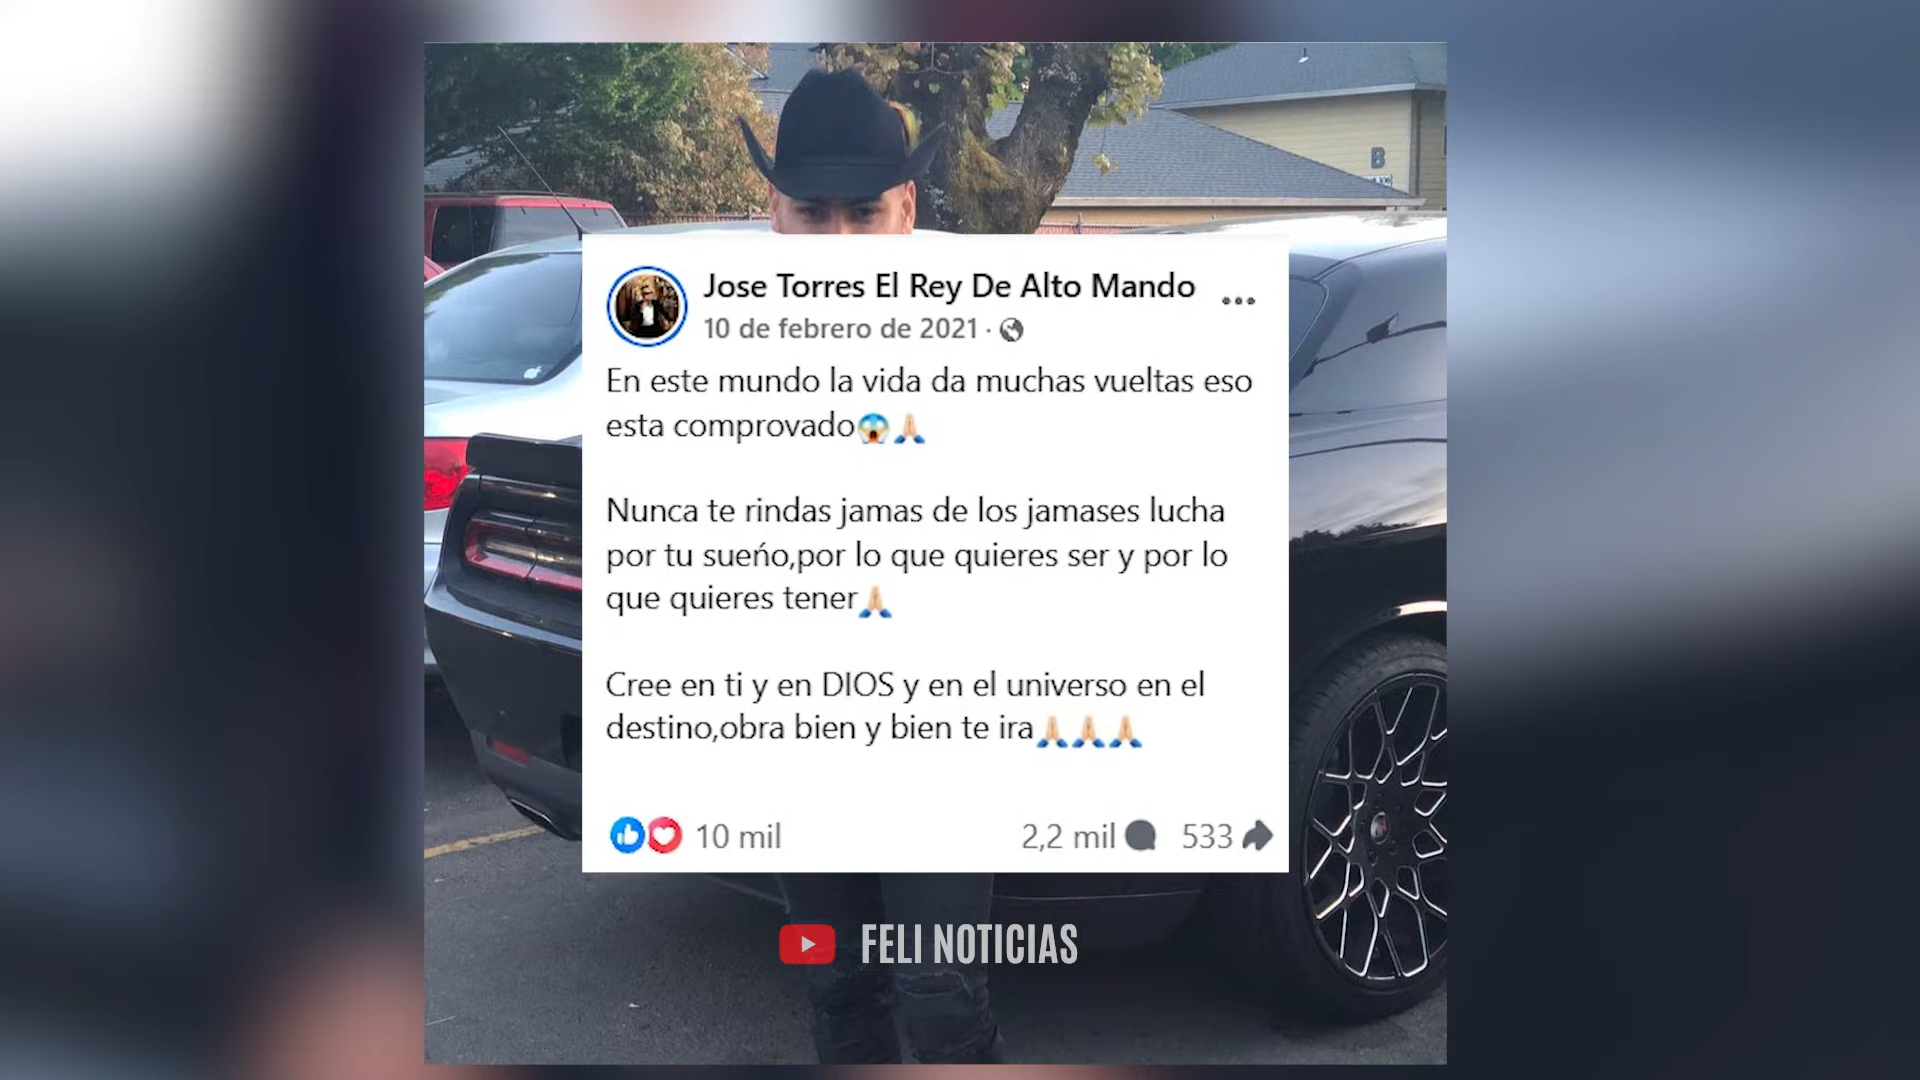 B
Jose Torres El Rey De Alto Mando
10 de febrero de 2021 ·
En este mundo la vida da muchas vueltas eso
esta comprovado😱🙏🏼
Nunca te rindas jamas de los jamases lucha
por tu sueńo,por lo que quieres ser y por lo
que quieres tener🙏🏼
Cree en ti y en DIOS y en el universo en el
destino,obra bien y bien te ira🙏🏼🙏🏼🙏🏼
10 mil 2,2 mil 533
FELI NOTICIAS